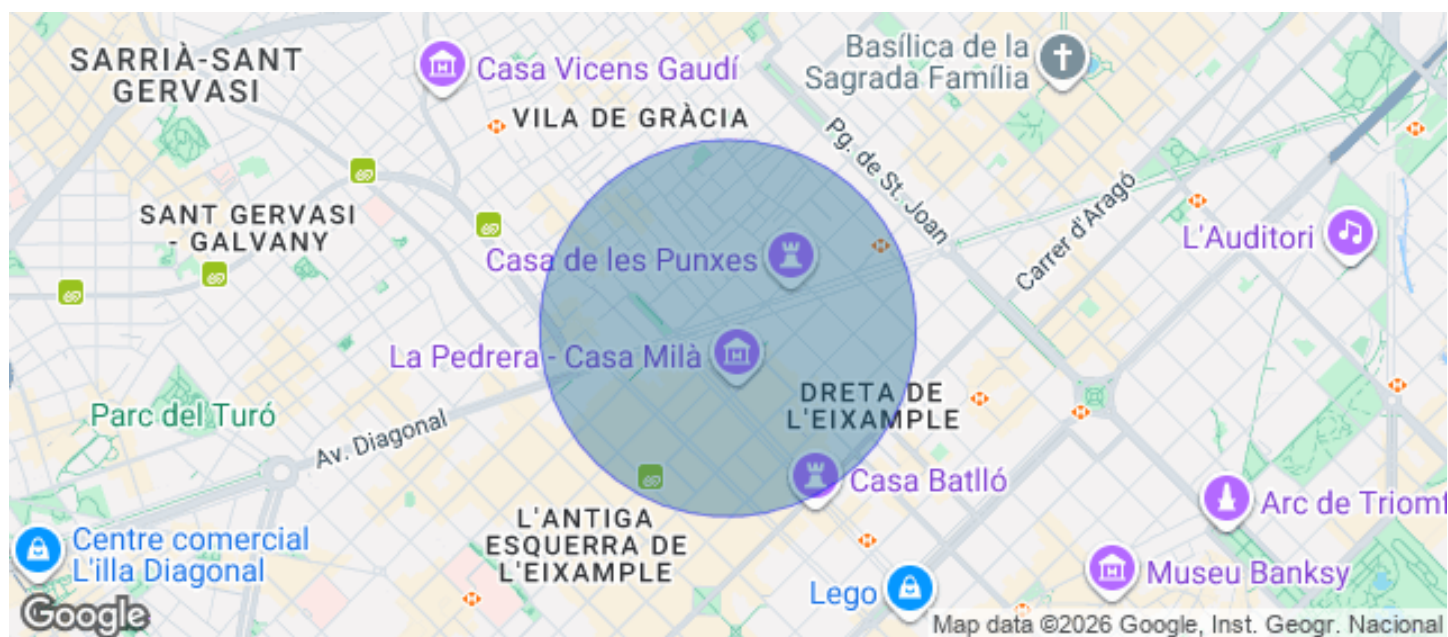 SARRIÀ-SANT
GERVASI
Casa Vicens Gaudí
Basílica de la
Sagrada Família
VILA DE GRÀCIA
Pg. de St. Joan
SANT GERVASI
- GALVANY
Carrer d'Aragó
L'Auditori
Casa de les Punxes
La Pedrera - Casa Milà
DRETA DE
L'EIXAMPLE
Parc del Turó
Av. Diagonal
Casa Batlló
Arc de Triomf
L'ANTIGA
ESQUERRA DE
L'EIXAMPLE
Centre comercial
L'illa Diagonal
Museu Banksy
Lego
Google
Map data ©2026 Google, Inst. Geogr. Nacional